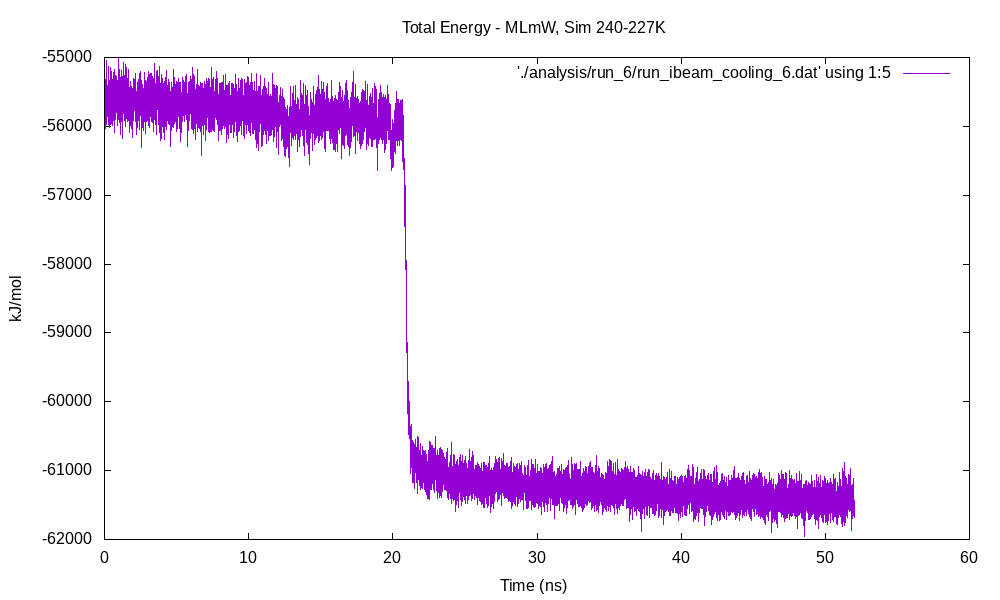 Total Energy - MLmW, Sim 240-227K
'./analysis/run_6/run_ibeam_cooling_6.dat' using 1:5
-55000
-56000
-57000
-58000
-59000
-60000
-61000
-62000
kJ/mol
0 10 20 30 40 50 60
Time (ns)